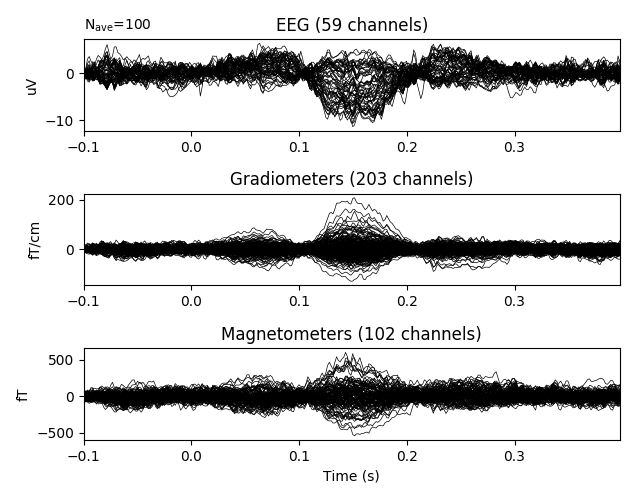 Nave=100
EEG (59 channels)
uV
0
−10
−0.1 0.0 0.1 0.2 0.3
Gradiometers (203 channels)
fT/cm
200
0
−0.1 0.0 0.1 0.2 0.3
Magnetometers (102 channels)
fT
500
0
−500
−0.1 0.0 0.1 0.2 0.3
Time (s)